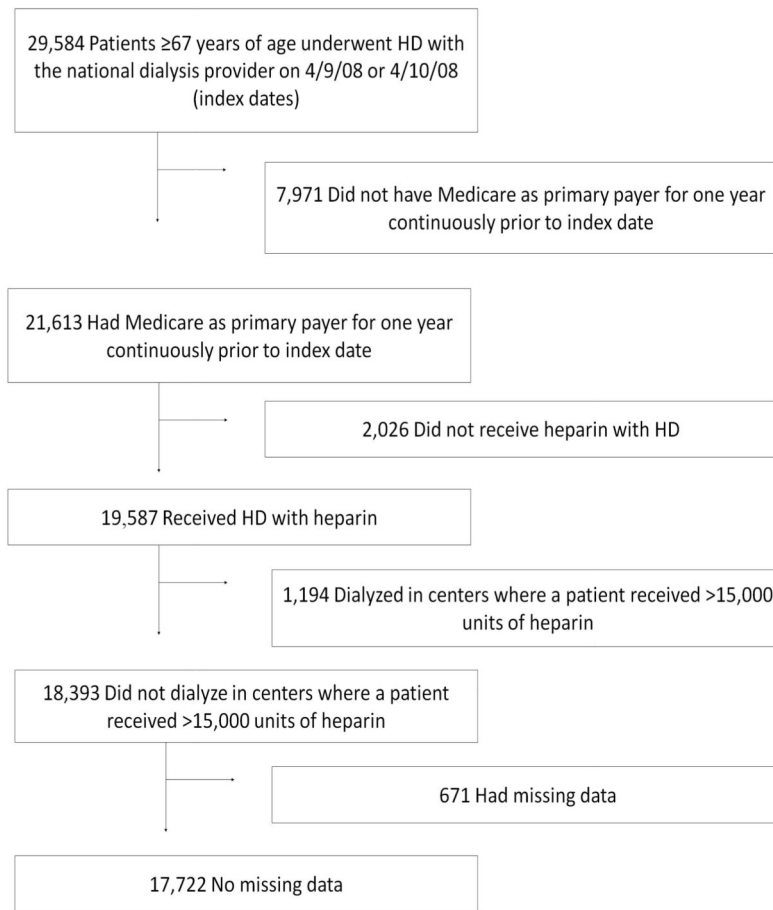 29,584 Patients ≥67 years of age underwent HD with
the national dialysis provider on 4/9/08 or 4/10/08
(index dates)
7,971 Did not have Medicare as primary payer for one year
continuously prior to index date
21,613 Had Medicare as primary payer for one year
continuously prior to index date
2,026 Did not receive heparin with HD
19,587 Received HD with heparin
1,194 Dialyzed in centers where a patient received >15,000
units of heparin
18,393 Did not dialyze in centers where a patient
received >15,000 units of heparin
671 Had missing data
17,722 No missing data